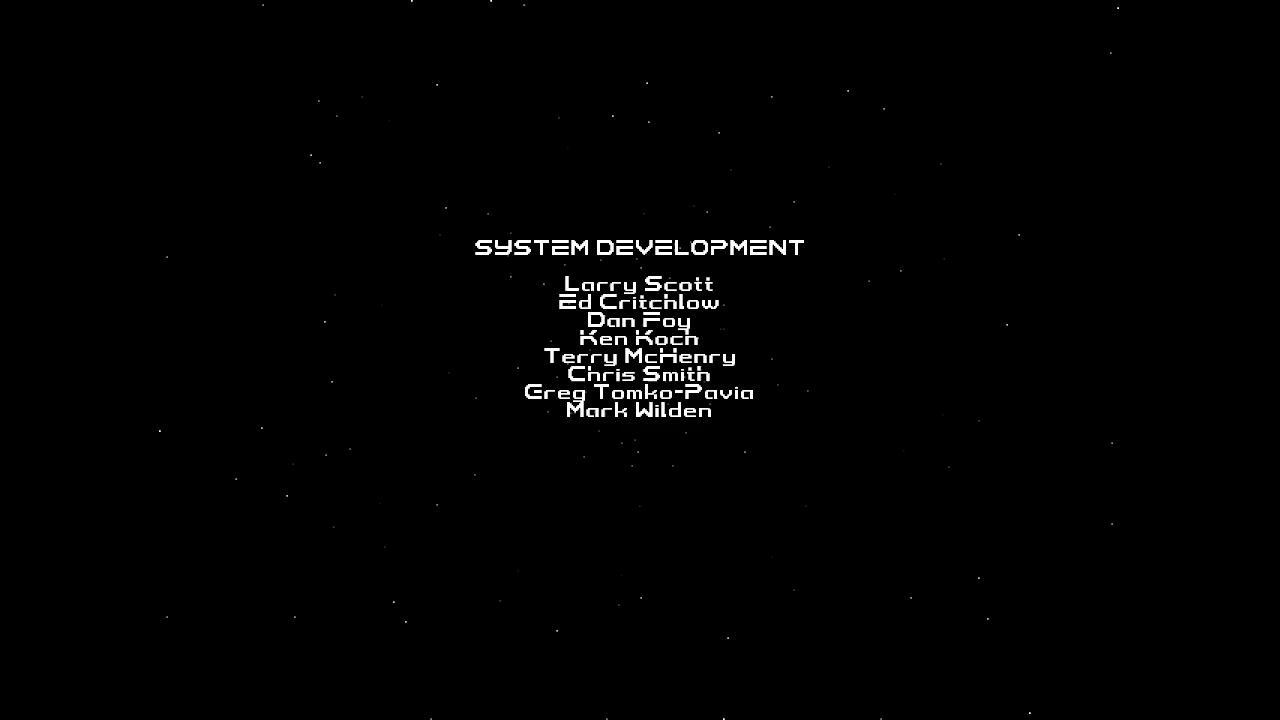 SYSTEM DEVELOPMENT
Larry Scott
Ed Critchlow
Dan Foy
Ken Koch
Terry McHenry
Chris Smith
Greg Tomko-Pavia
Mark Wilden